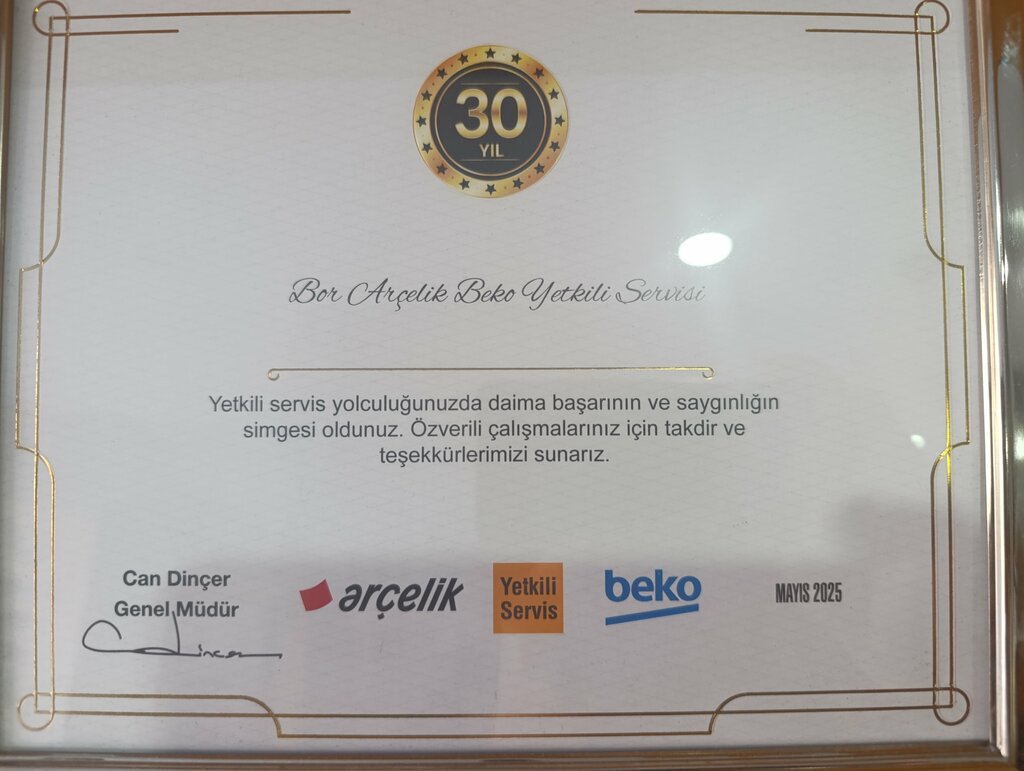 30
YIL
Bor Arçelik Beko Yetkili Servisi
Yetkili servis yolculuğunuzda daima başarının ve saygınlığın
simgesi oldunuz. Özverili çalışmalarınız için takdir ve
teşekkürlerimizi sunarız.
Can Dinçer
Genel Müdür
arçelik
Yetkili
Servis
beko
MAYIS 2025